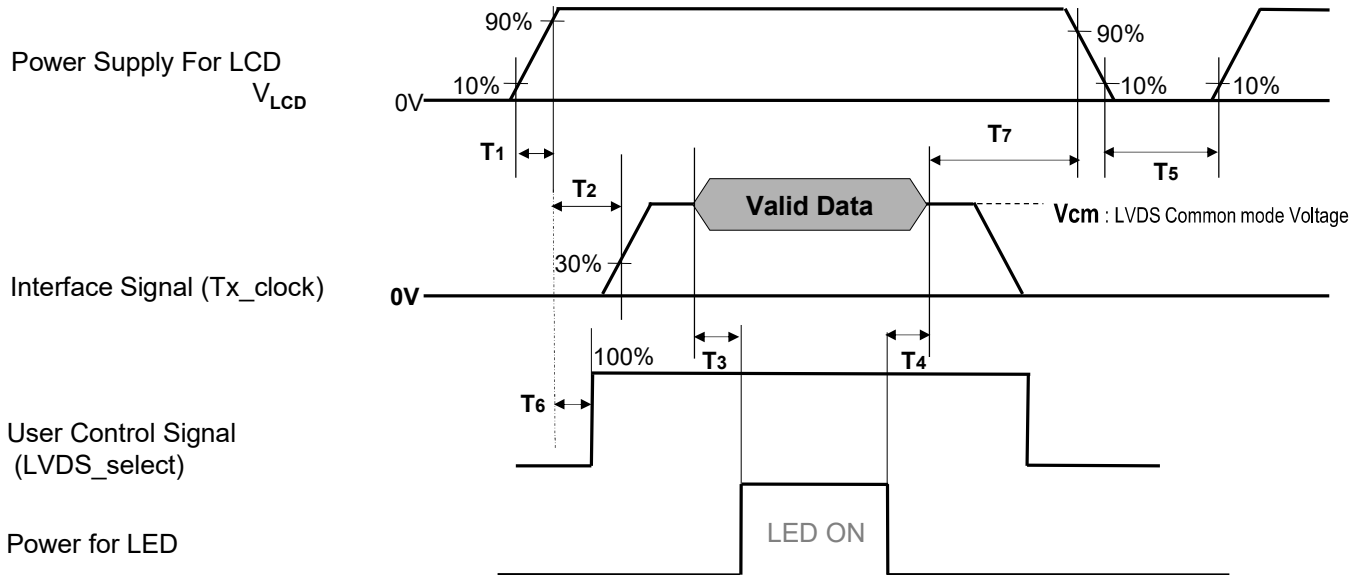 90%
90%
Power Supply For LCD
VLCD
10%
10%
10%
0V
T1
T7
T5
T2
Valid Data
Vcm : LVDS Common mode Voltage
30%
Interface Signal (Tx_clock)
0V
100%
T3
T4
T6
User Control Signal
(LVDS_select)
LED ON
Power for LED